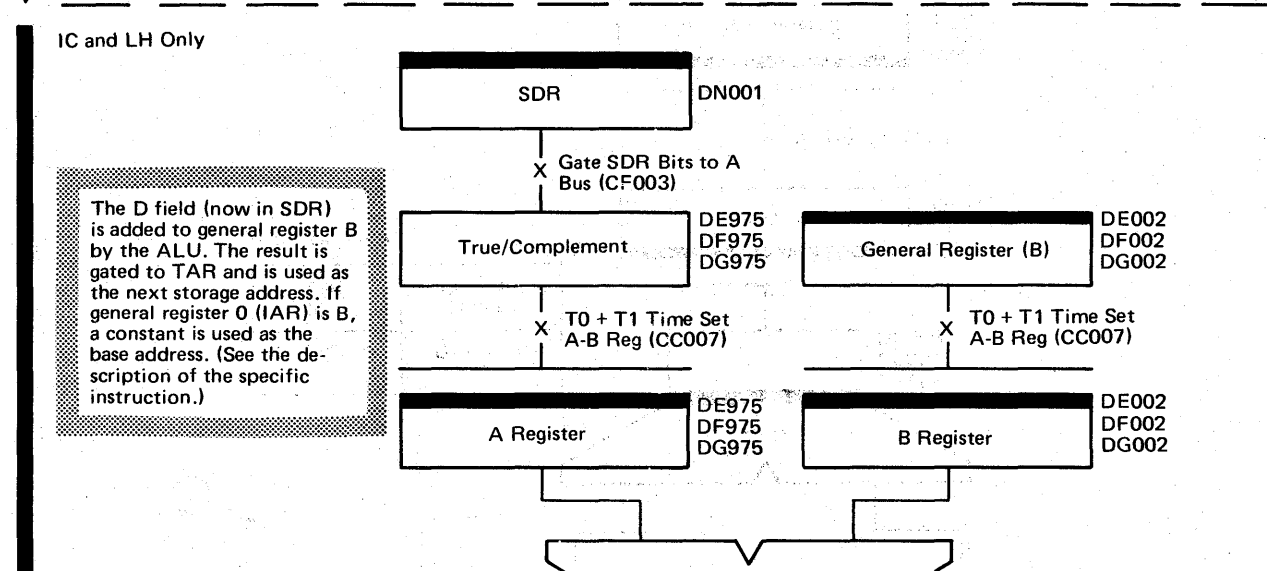 IC and LH Only
SDR
DN001
X
Gate SDR Bits to A
Bus (CF003)
The D field (now in SDR)
is added to general register B
by the ALU. The result is
gated to TAR and is used as
the next storage address. If
general register 0 (IAR) is B,
a constant is used as the
base address. (See the de-
scription of the specific
instruction.)
True/Complement
DE975
DF975
DG975
General Register (B)
DE002
DF002
DG002
X
T0 + T1 Time Set
A-B Reg (CC007)
X
T0 + T1 Time Set
A-B Reg (CC007)
A Register
DE975
DF975
DG975
B Register
DE002
DF002
DG002